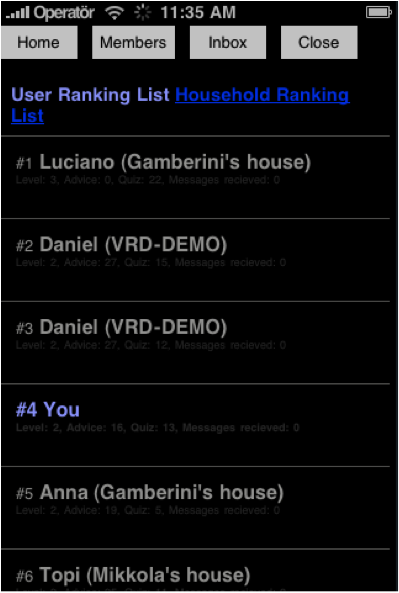 Operatör 11:35 AM
Home Members Inbox Close
User Ranking List Household Ranking
List
#1 Luciano (Gamberini's house)
Level: 3, Advice: 0, Quiz: 22, Messages recieved: 0
#2 Daniel (VRD-DEMO)
Level: 2, Advice: 27, Quiz: 15, Messages recieved: 0
#3 Daniel (VRD-DEMO)
Level: 2, Advice: 27, Quiz: 12, Messages recieved: 0
#4 You
Level: 2, Advice: 16, Quiz: 13, Messages recieved: 0
#5 Anna (Gamberini's house)
Level: 2, Advice: 19, Quiz: 5, Messages recieved: 0
#6 Topi (Mikkola's house)